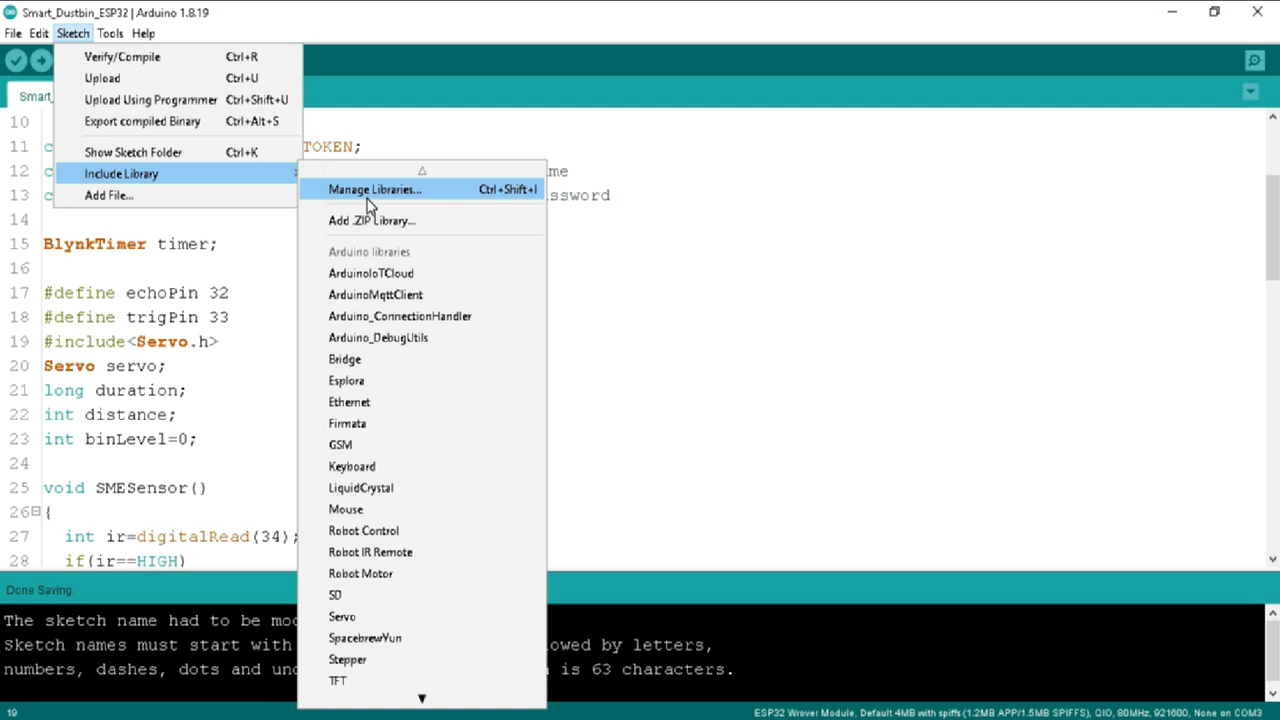 Smart_Dustbin_ESP32 | Arduino 1.8.19
File Edit Sketch Tools Help
Verify/Compile Ctrl+R
Upload Ctrl+U
Upload Using Programmer Ctrl+Shift+U
Export compiled Binary Ctrl+Alt+S
Show Sketch Folder Ctrl+K
Include Library
Add File...
Manage Libraries... Ctrl+Shift+I
Add .ZIP Library...
Arduino libraries
ArduinoIoTCloud
ArduinoMqttClient
Arduino_ConnectionHandler
Arduino_DebugUtils
Bridge
Esplora
Ethernet
Firmata
GSM
Keyboard
LiquidCrystal
Mouse
Robot Control
Robot IR Remote
Robot Motor
SD
Servo
SpacebrewYun
Stepper
TFT
Smart_
10
11 c TOKEN;
12 c me
13 c ssword
14
15 BlynkTimer timer;
16
17 #define echoPin 32
18 #define trigPin 33
19 #include<Servo.h>
20 Servo servo;
21 long duration;
22 int distance;
23 int binLevel=0;
24
25 void SMESensor()
26 {
27 int ir=digitalRead(34);
28 if(ir==HIGH)
Done Saving.
The sketch name had to be mo
Sketch names must start with owed by letters,
numbers, dashes, dots and un is 63 characters.
19 ESP32 Wrover Module, Default 4MB with spiffs (1.2MB APP/1.5MB SPIFFS), QIO, 80MHz, 921600, None on COM3